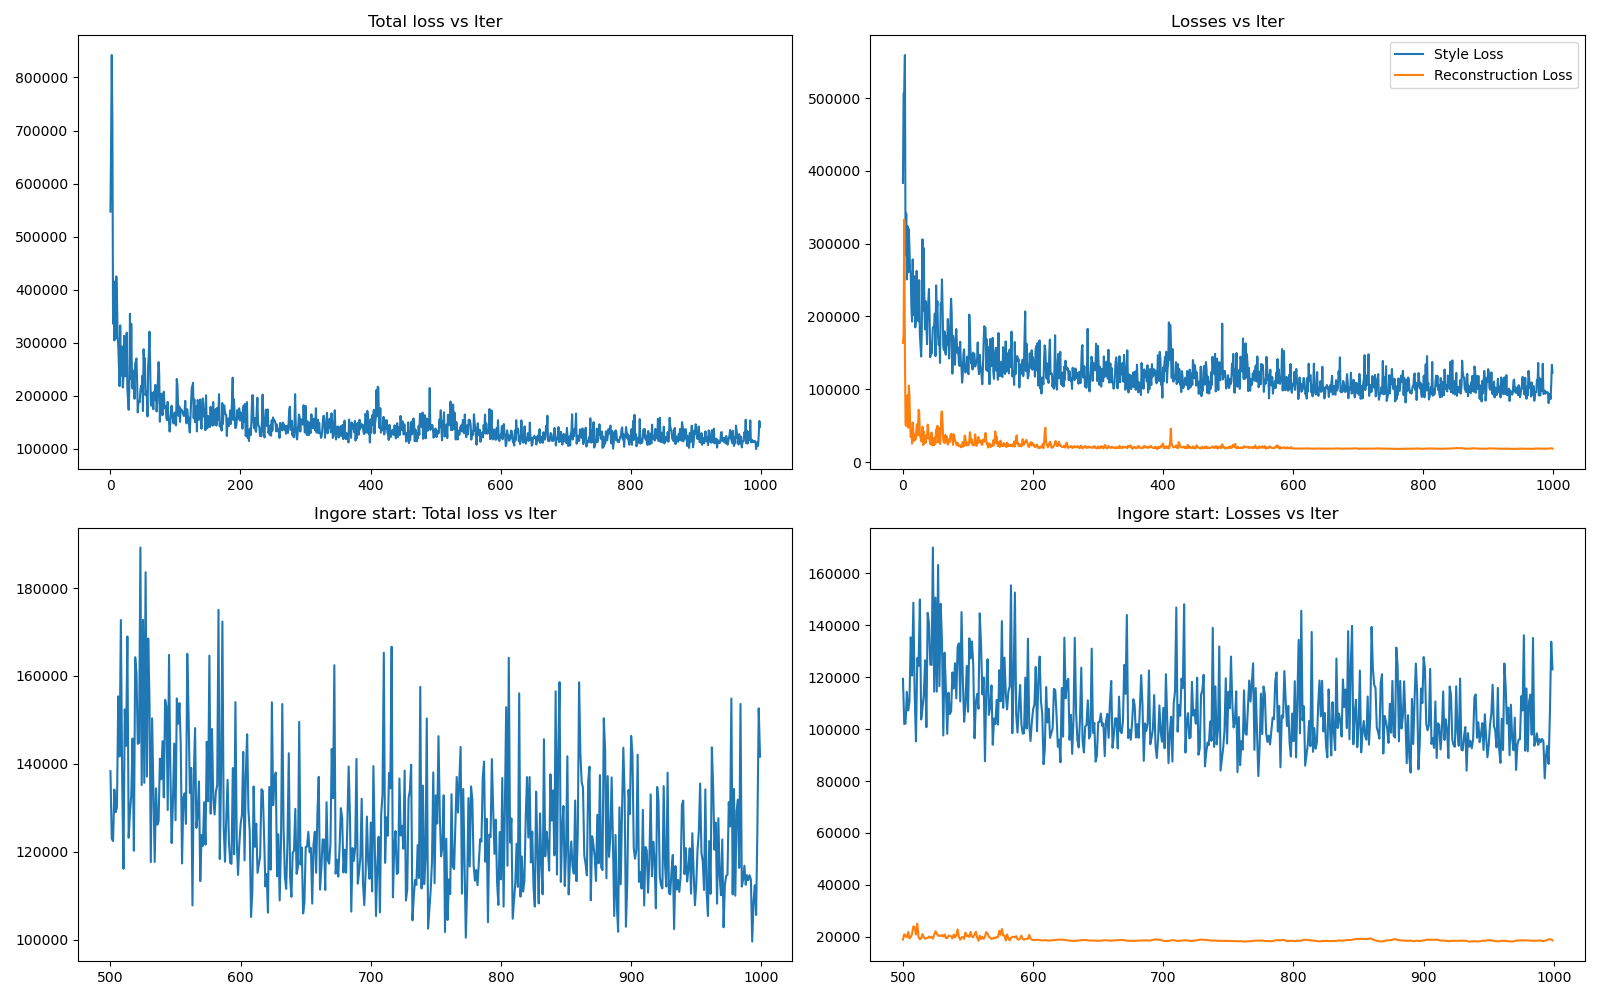 Total loss vs Iter
800000
700000
600000
500000
400000
300000
200000
100000
0 200 400 600 800 1000
Losses vs Iter
Style Loss
Reconstruction Loss
500000
400000
300000
200000
100000
0
0 200 400 600 800 1000
Ingore start: Total loss vs Iter
180000
160000
140000
120000
100000
500 600 700 800 900 1000
Ingore start: Losses vs Iter
160000
140000
120000
100000
80000
60000
40000
20000
500 600 700 800 900 1000